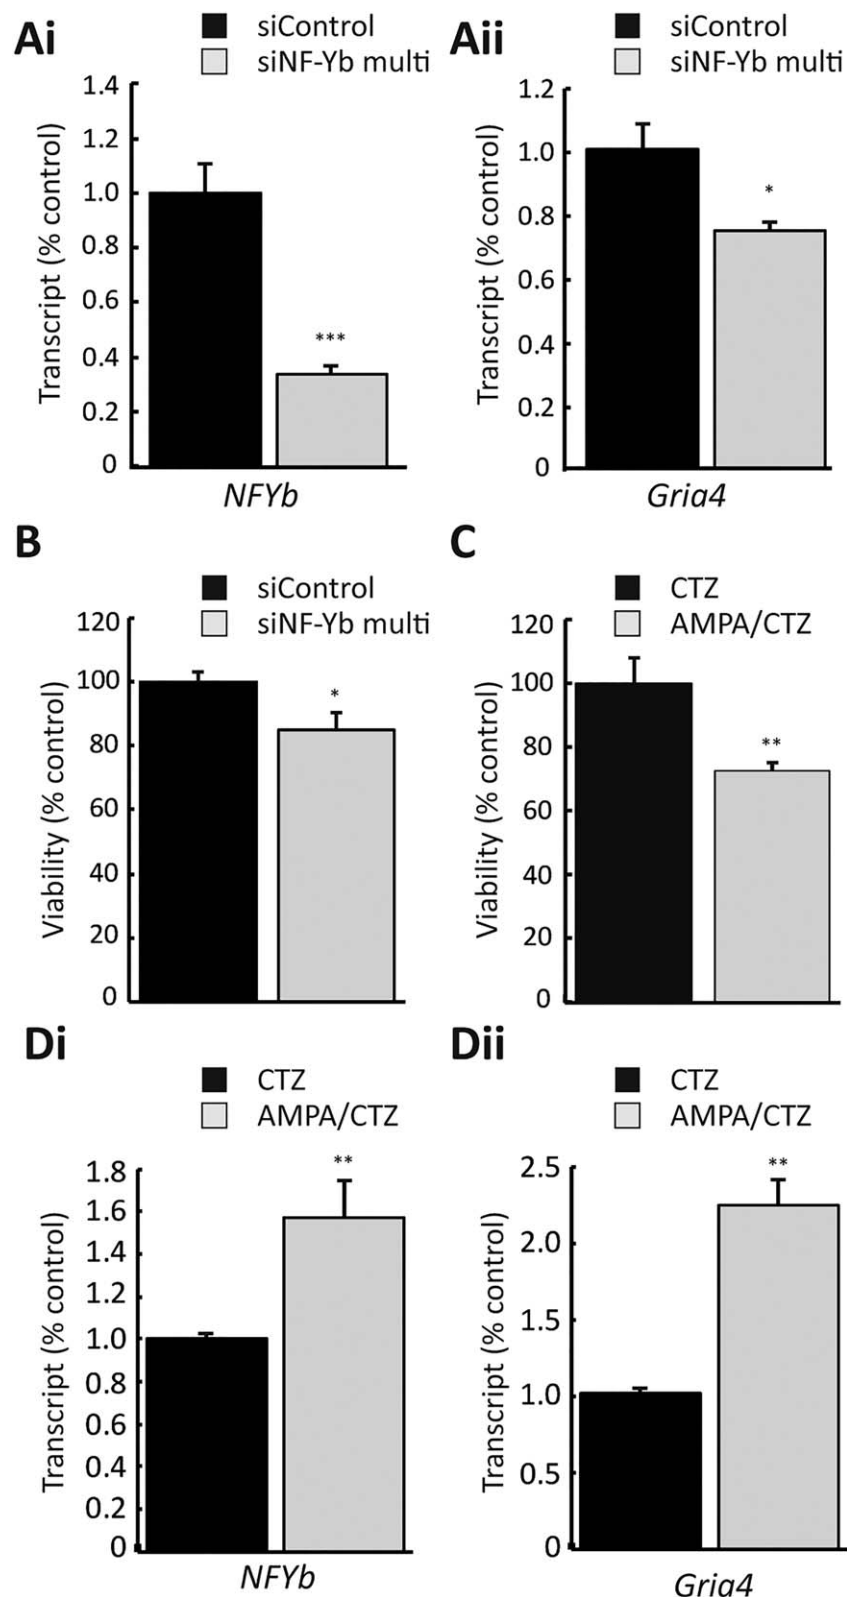 Ai
siControl
siNF-Yb multi
Transcript (% control)
1.4
1.2
1.0
0.8
0.6
0.4
0.2
0
***
NFYb
Aii
siControl
siNF-Yb multi
Transcript (% control)
1.2
1.0
0.8
0.6
0.4
0.2
0
*
Gria4
B
siControl
siNF-Yb multi
Viability (% control)
120
100
80
60
40
20
0
*
C
CTZ
AMPA/CTZ
Viability (% control)
120
100
80
60
40
20
0
**
Di
CTZ
AMPA/CTZ
Transcript (% control)
1.8
1.6
1.4
1.2
1.0
0.8
0.6
0.4
0.2
0
**
NFYb
Dii
CTZ
AMPA/CTZ
Transcript (% control)
2.5
2.0
1.5
1.0
0.5
0
**
Gria4